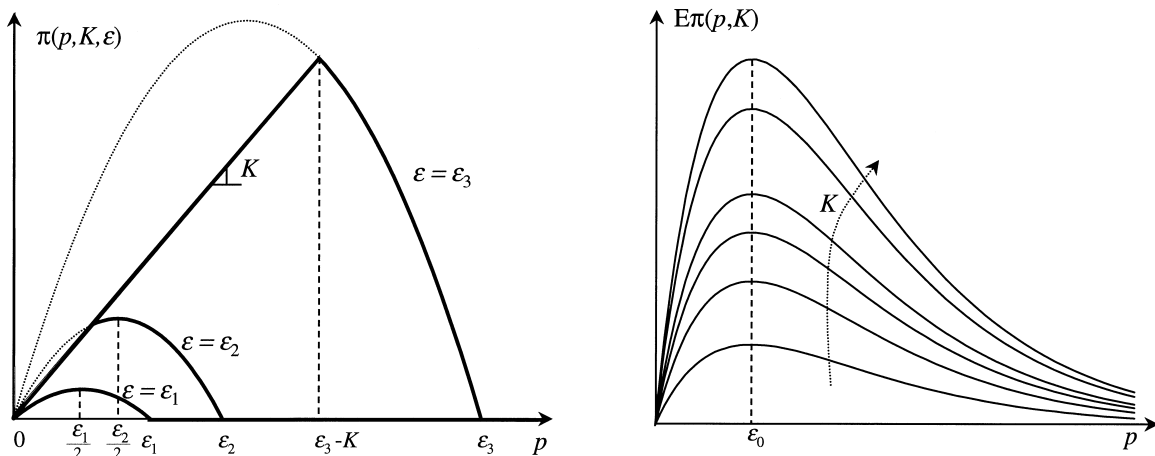 π(p,K,ε)
K
ε = ε₃
ε = ε₂
ε = ε₁
0 ε₁/2 ε₂/2 ε₁ ε₂ ε₃-K ε₃ p
Eπ(p,K)
K
ε₀ p